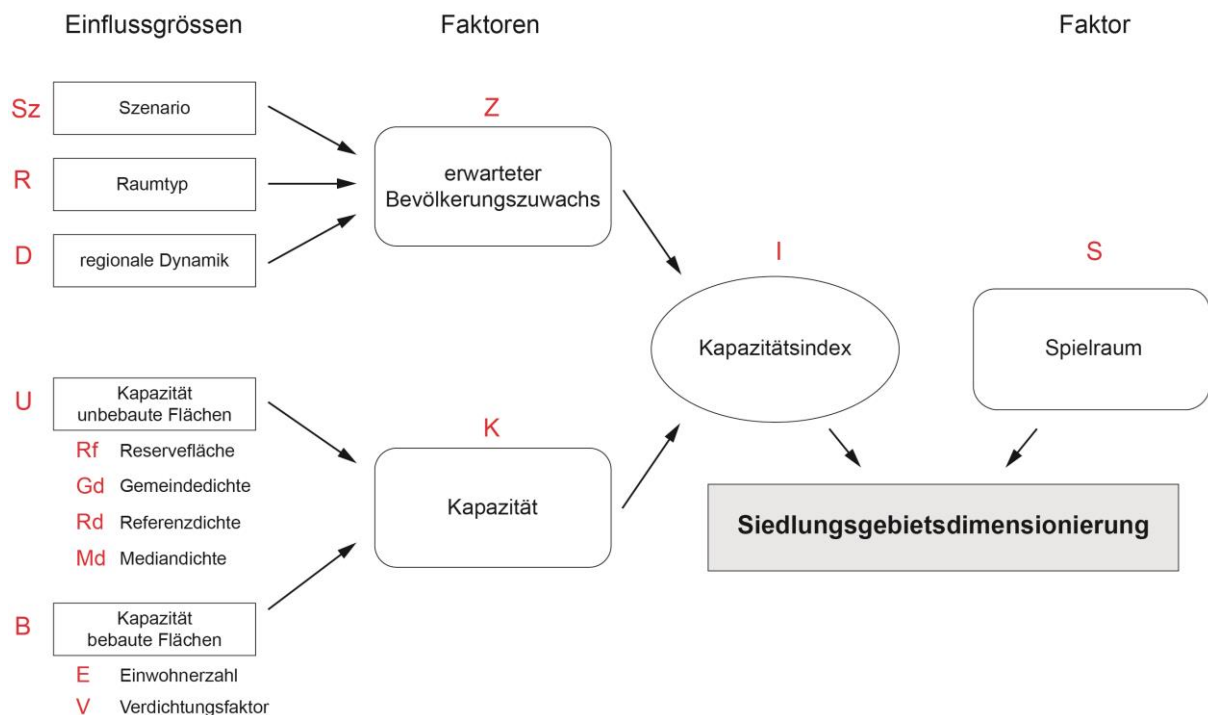 Einflussgrössen
Faktoren
Faktor
Sz
Szenario
R
Raumtyp
D
regionale Dynamik
Z
erwarteter
Bevölkerungszuwachs
U
Kapazität
unbebaute Flächen
Rf Reservefläche
Gd Gemeindedichte
Rd Referenzdichte
Md Mediandichte
B
Kapazität
bebaute Flächen
E Einwohnerzahl
V Verdichtungsfaktor
K
Kapazität
I
Kapazitätsindex
S
Spielraum
Siedlungsgebietsdimensionierung